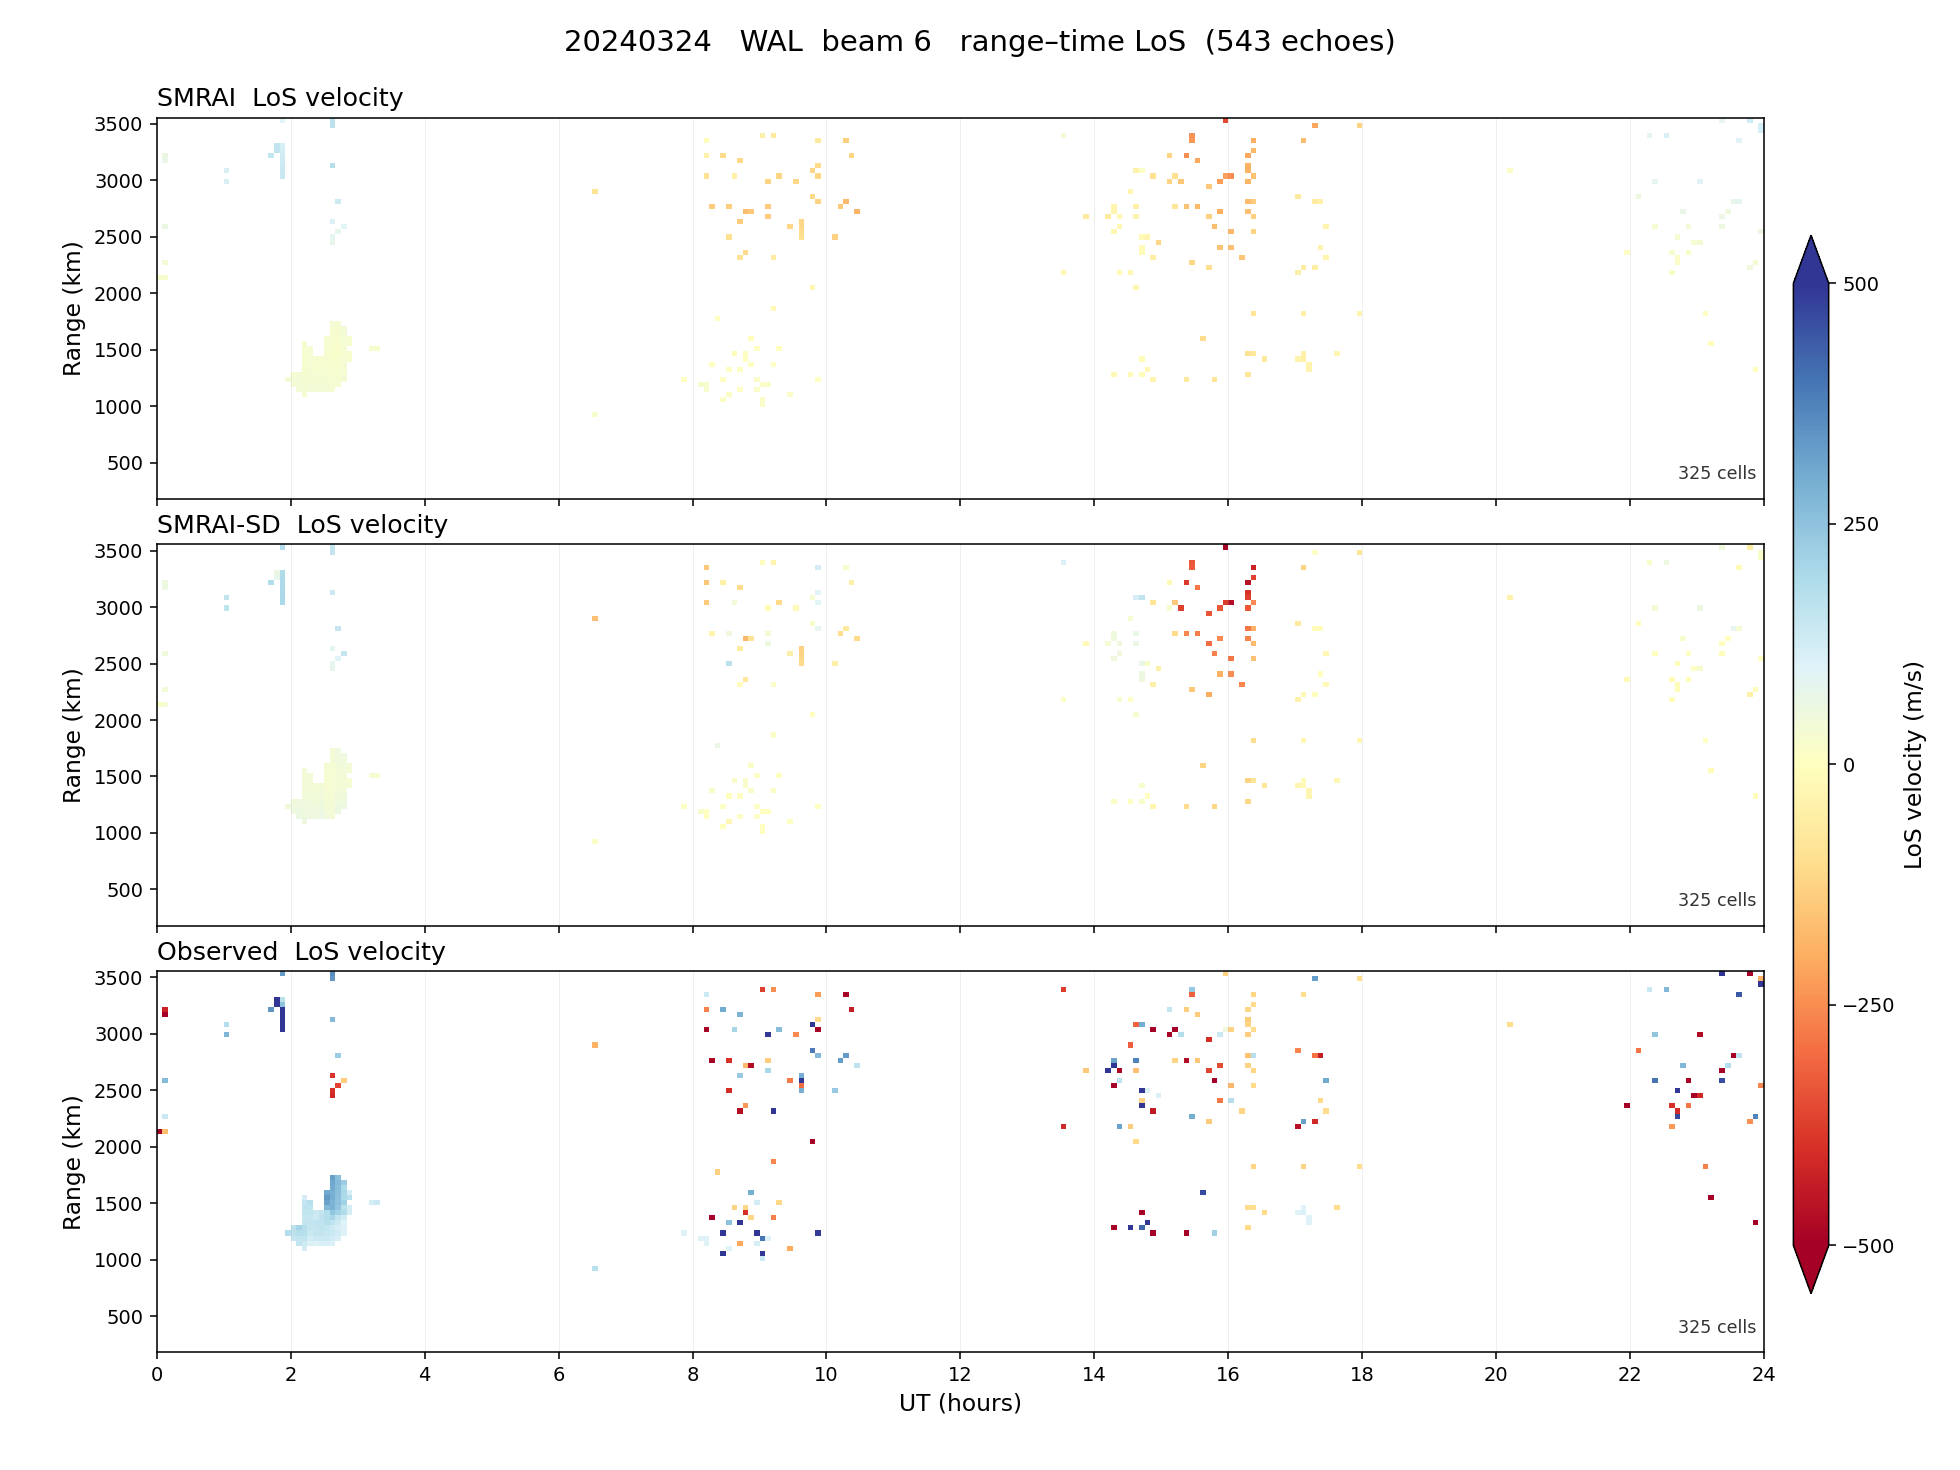 20240324   WAL  beam 6   range–time LoS  (543 echoes)
SMRAI  LoS velocity
3500
3000
2500
2000
1500
1000
500
Range (km)
325 cells
SMRAI-SD  LoS velocity
3500
3000
2500
2000
1500
1000
500
Range (km)
325 cells
Observed  LoS velocity
3500
3000
2500
2000
1500
1000
500
Range (km)
325 cells
0 2 4 6 8 10 12 14 16 18 20 22 24
UT (hours)
500
250
0
−250
−500
LoS velocity (m/s)